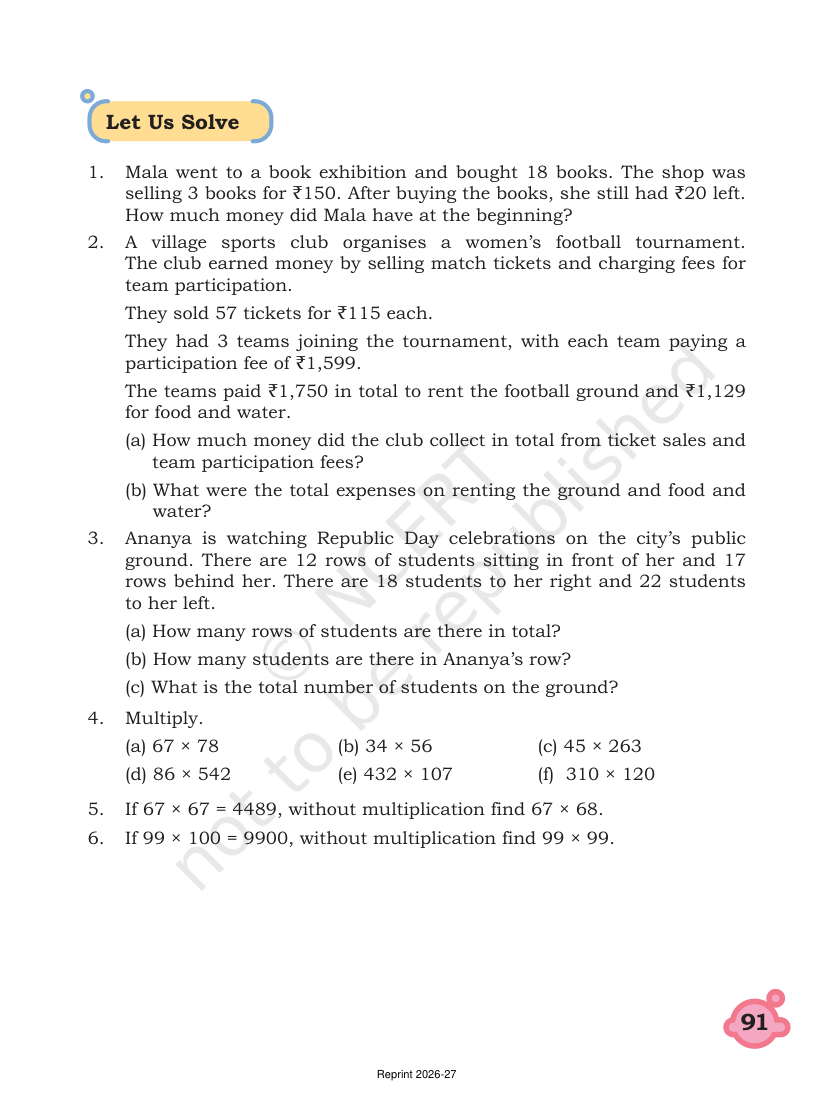 Let Us Solve
1. Mala went to a book exhibition and bought 18 books. The shop was
selling 3 books for ₹150. After buying the books, she still had ₹20 left.
How much money did Mala have at the beginning?
2. A village sports club organises a women’s football tournament.
The club earned money by selling match tickets and charging fees for
team participation.
They sold 57 tickets for ₹115 each.
They had 3 teams joining the tournament, with each team paying a
participation fee of ₹1,599.
The teams paid ₹1,750 in total to rent the football ground and ₹1,129
for food and water.
(a) How much money did the club collect in total from ticket sales and
team participation fees?
(b) What were the total expenses on renting the ground and food and
water?
3. Ananya is watching Republic Day celebrations on the city’s public
ground. There are 12 rows of students sitting in front of her and 17
rows behind her. There are 18 students to her right and 22 students
to her left.
(a) How many rows of students are there in total?
(b) How many students are there in Ananya’s row?
(c) What is the total number of students on the ground?
4. Multiply.
(a) 67 × 78 (b) 34 × 56 (c) 45 × 263
(d) 86 × 542 (e) 432 × 107 (f) 310 × 120
5. If 67 × 67 = 4489, without multiplication find 67 × 68.
6. If 99 × 100 = 9900, without multiplication find 99 × 99.
© NCERT
not to be republished
91
Reprint 2026-27